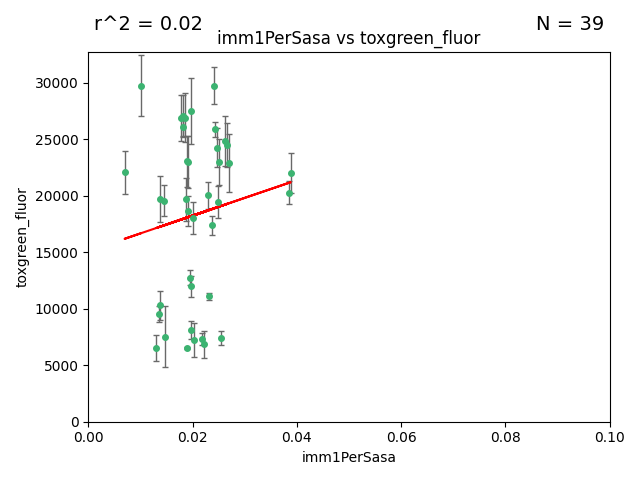 r^2 = 0.02
N = 39
imm1PerSasa vs toxgreen_fluor
30000
25000
20000
15000
10000
5000
0
toxgreen_fluor
0.00
0.02
0.04
0.06
0.08
0.10
imm1PerSasa